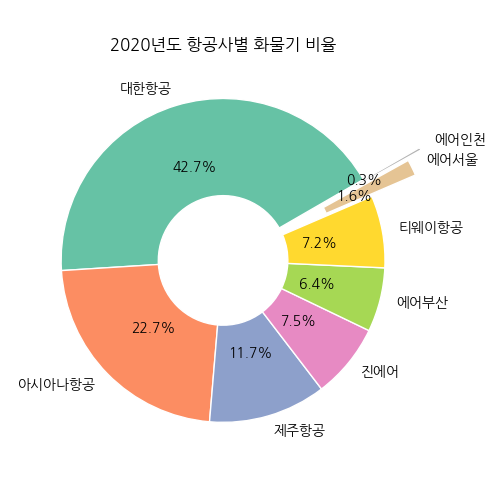 2020년도 항공사별 화물기 비율
대한항공
42.7%
에어인천
0.3%
에어서울
1.6%
티웨이항공
7.2%
에어부산
6.4%
진에어
7.5%
제주항공
11.7%
아시아나항공
22.7%